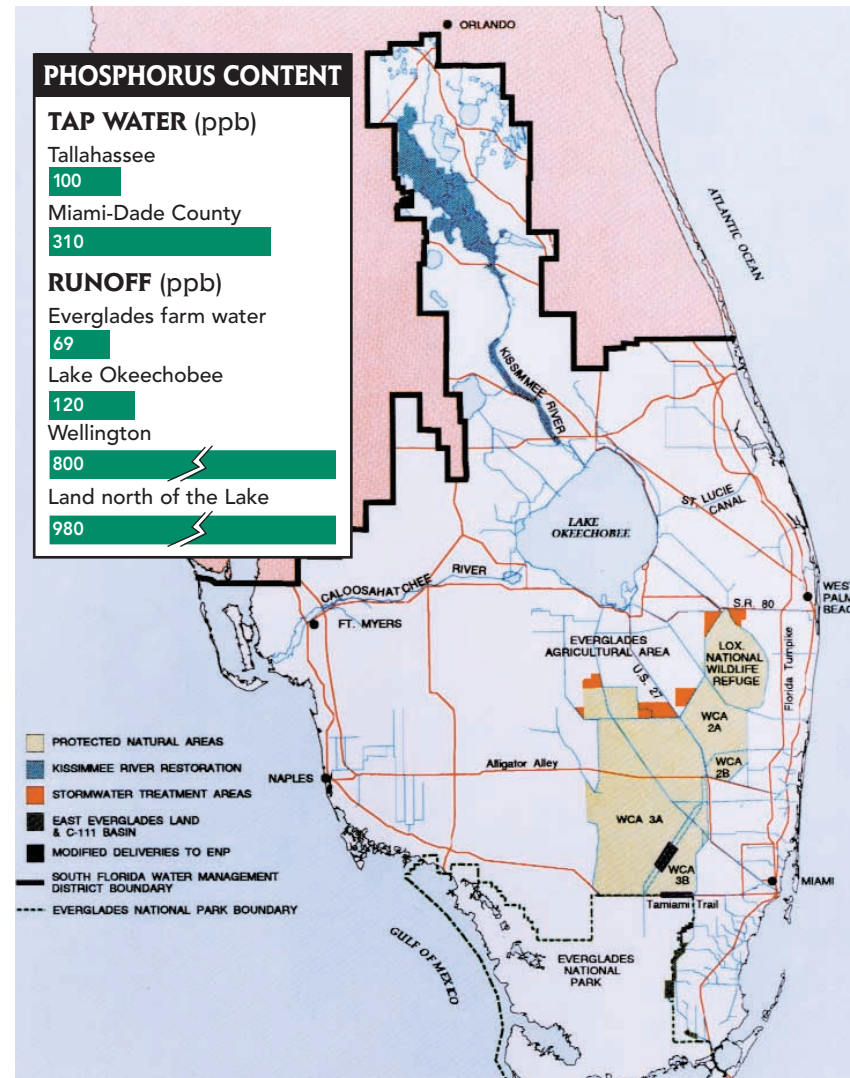 ORLANDO
PHOSPHORUS CONTENT
TAP WATER (ppb)
Tallahassee
100
Miami-Dade County
310
RUNOFF (ppb)
Everglades farm water
69
Lake Okeechobee
120
Wellington
800
Land north of the Lake
980
ATLANTIC OCEAN
KISSIMMEE RIVER
ST. LUCIE
CANAL
LAKE
OKEECHOBEE
CALOOSAHATCHEE RIVER
FT. MYERS
WEST
PALM
BEAC
S.R. 80
EVERGLADES
AGRICULTURAL AREA
U.S. 27
LOX.
NATIONAL
WILDLIFE
REFUGE
Florida Turnpike
WCA
2A
WCA
2B
Alligator Alley
NAPLES
WCA 3A
WCA
3B
MIAMI
Tamiami Trail
PROTECTED NATURAL AREAS
KISSIMMEE RIVER RESTORATION
STORMWATER TREATMENT AREAS
EAST EVERGLADES LAND
& C-111 BASIN
MODIFIED DELIVERIES TO ENP
SOUTH FLORIDA WATER MANAGEMENT
DISTRICT BOUNDARY
EVERGLADES NATIONAL PARK BOUNDARY
GULF OF MEXICO
EVERGLADES
NATIONAL
PARK